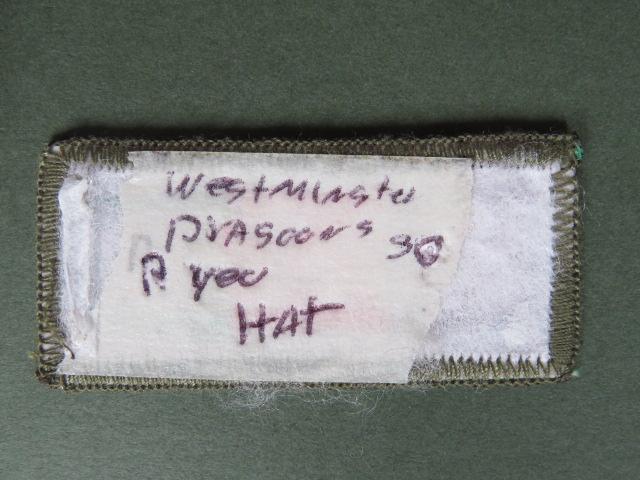 Westminster
DrAGoons 30
R yeo
HAT